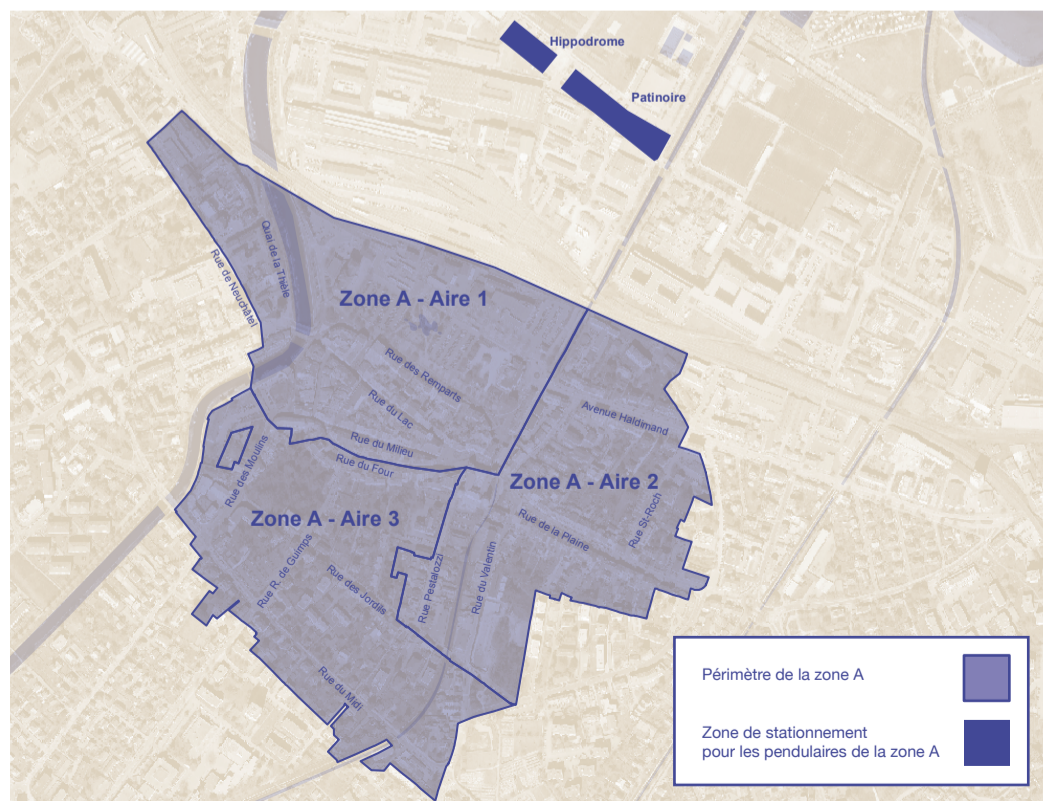 Hippodrome
Patinoire
Quai de la Thièle
Rue de Neuchâtel
Zone A - Aire 1
Rue des Remparts
Rue du Lac
Avenue Haldimand
Rue du Milieu
Rue du Four
Rue des Moulins
Zone A - Aire 2
Zone A - Aire 3
Rue St-Roch
Rue de la Plaine
Rue R. de Guimps
Rue des Jordils
Rue Pestalozzi
Rue du Valentin
Rue du Midi
Périmètre de la zone A
Zone de stationnement
pour les pendulaires de la zone A